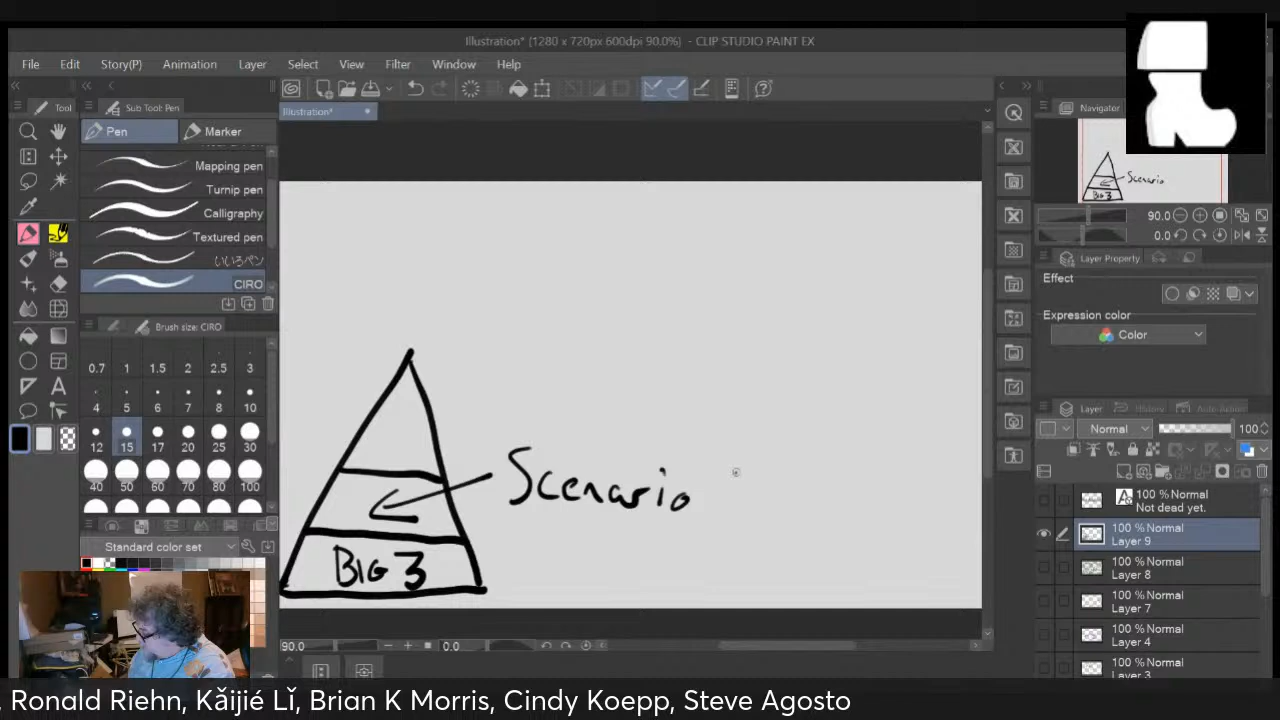 Illustration* (1280 x 720px 600dpi 90.0%) - CLIP STUDIO PAINT EX
File Edit Story(P) Animation Layer Select View Filter Window Help
Illustration*
Tool
Sub Tool: Pen
Pen Marker
Mapping pen
Turnip pen
Calligraphy
Textured pen
CIRO
Brush size: CIRO
0.7 1 1.5 2 2.5 3
4 5 6 7 8 10
12 15 17 20 25 30
40 50 60 70 80 100
Standard color set
Scenario
BIG 3
90.0 0.0
Navigator
Scenario
BIG 3
90.0
0.0
Layer Property
Effect
Expression color
Color
Layer History Auto Action
Normal 100
100 % Normal
Not dead yet.
100 % Normal
Layer 9
100 % Normal
Layer 8
100 % Normal
Layer 7
100 % Normal
Layer 4
100 % Normal
Layer 3
, Ronald Riehn, Kǎijié Lǐ, Brian K Morris, Cindy Koepp, Steve Agosto